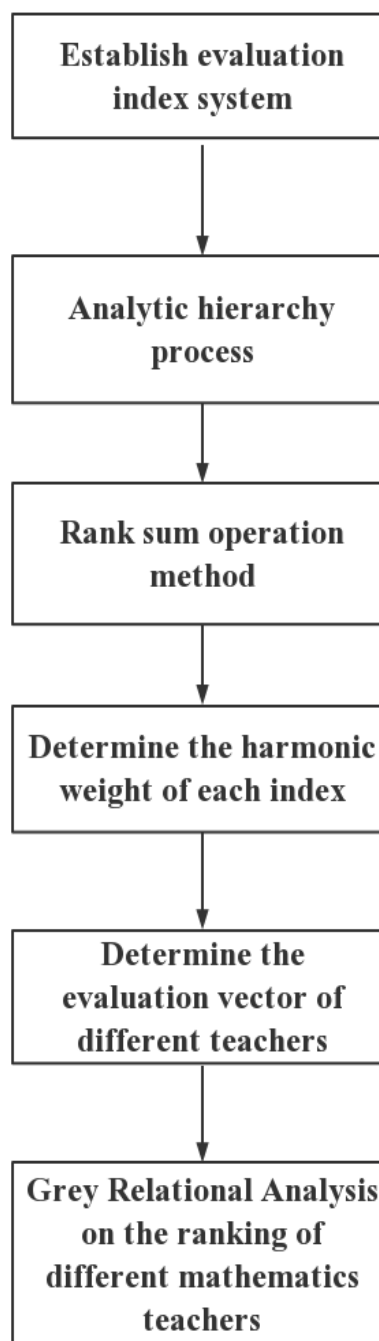 Establish evaluation
index system
Analytic hierarchy
process
Rank sum operation
method
Determine the harmonic
weight of each index
Determine the
evaluation vector of
different teachers
Grey Relational Analysis
on the ranking of
different mathematics
teachers